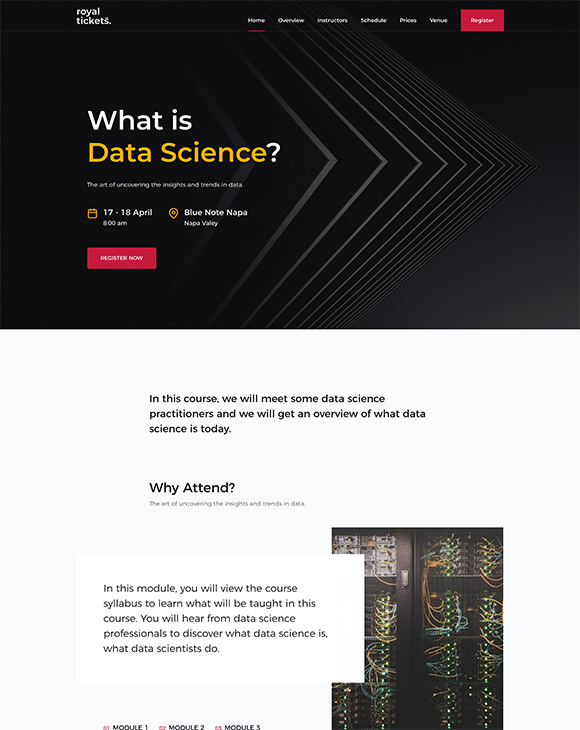 royal
tickets.
Home Overview Instructors Schedule Prices Venue Register
What is
Data Science?
The art of uncovering the insights and trends in data.
17 - 18 April
8:00 am
Blue Note Napa
Napa Valey
REGISTER NOW
In this course, we will meet some data science
practitioners and we will get an overview of what data
science is today.
Why Attend?
The art of uncovering the insights and trends in data.
In this module, you will view the course
syllabus to learn what will be taught in this
course. You will hear from data science
professionals to discover what data science is,
what data scientists do.
01 MODULE 1 02 MODULE 2 03 MODULE 3